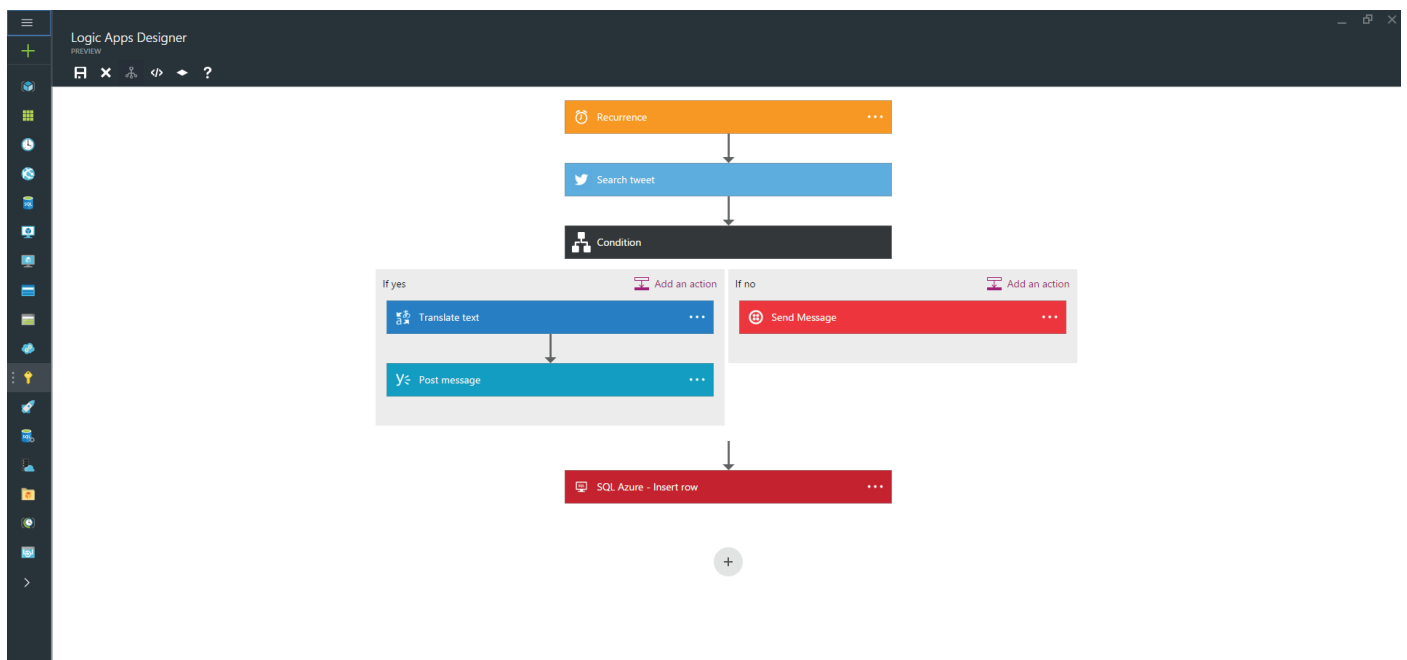 Logic Apps Designer
PREVIEW
Recurrence
Search tweet
Condition
If yes
Add an action
If no
Add an action
Translate text
Send Message
Post message
SQL Azure - Insert row